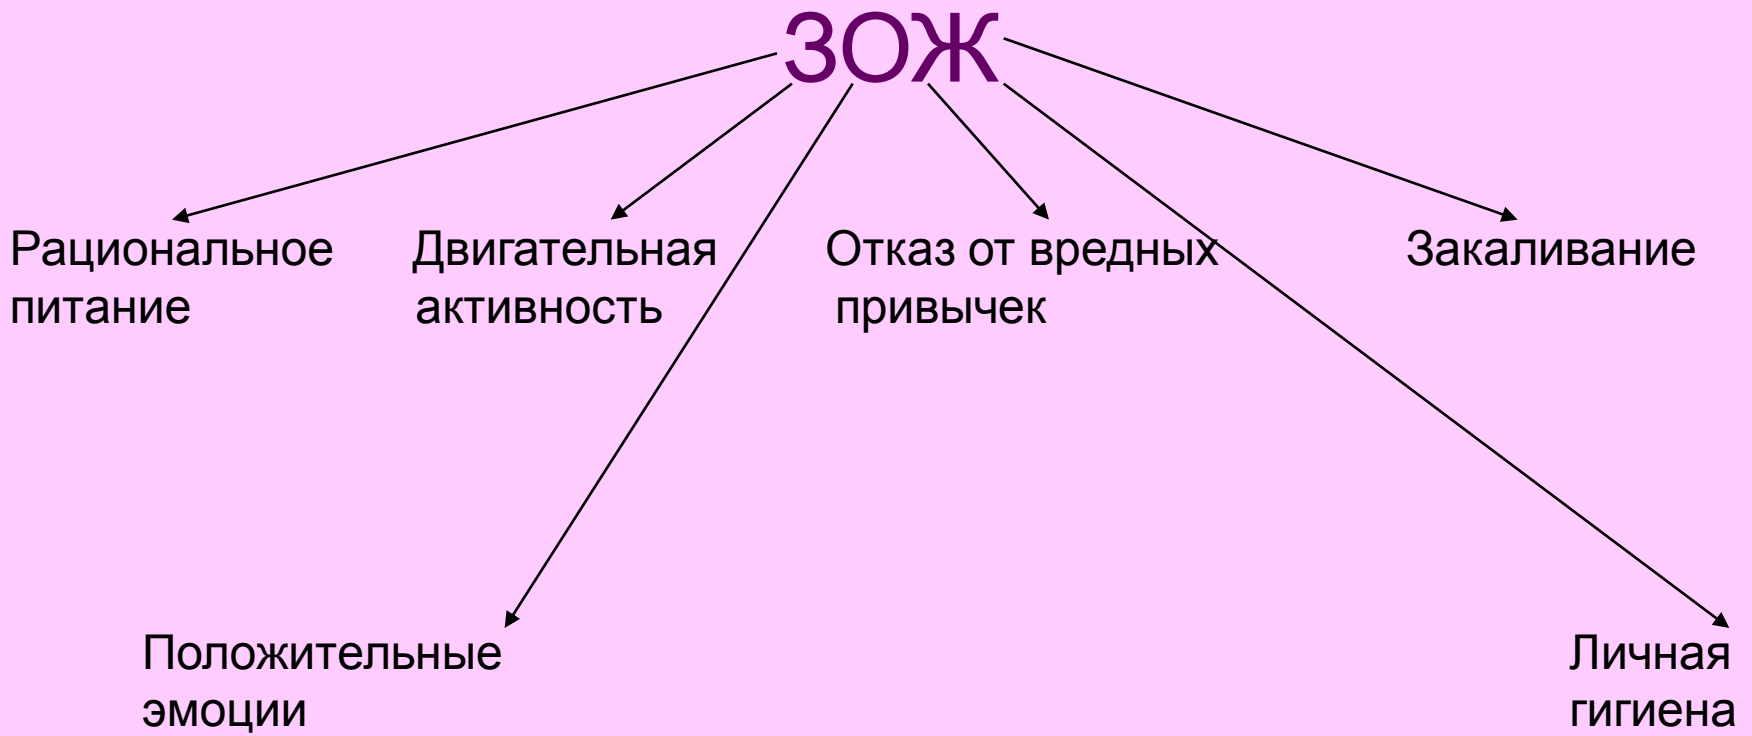 ЗОЖ
Рациональное
питание
Двигательная
активность
Отказ от вредных
привычек
Закаливание
Положительные
эмоции
Личная
гигиена